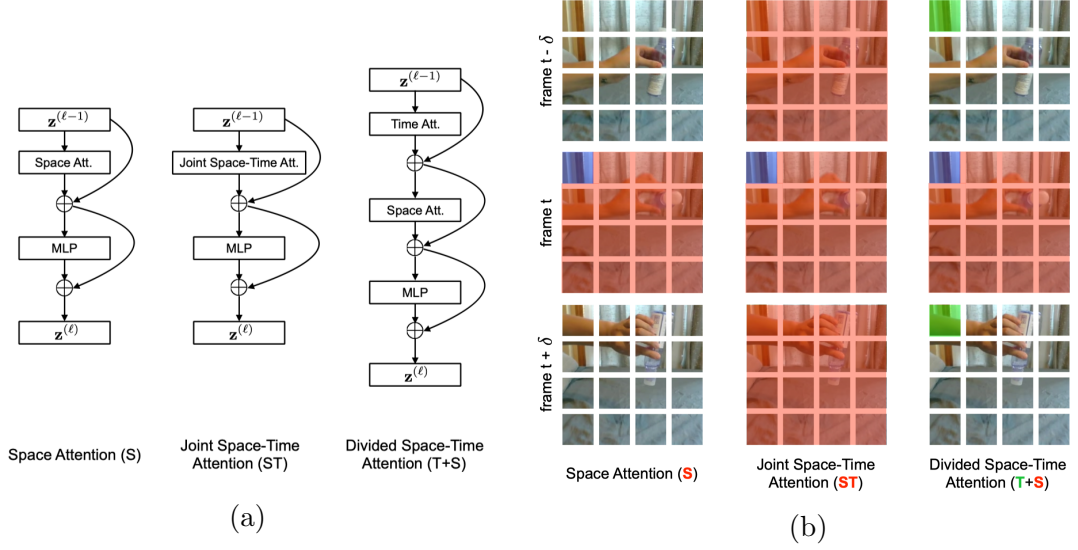 z^(ℓ−1)
Space Att.
MLP
z^(ℓ)
Space Attention (S)
z^(ℓ−1)
Joint Space-Time Att.
MLP
z^(ℓ)
Joint Space-Time
Attention (ST)
z^(ℓ−1)
Time Att.
Space Att.
MLP
z^(ℓ)
Divided Space-Time
Attention (T+S)
(a)
frame t - δ
frame t
frame t + δ
Space Attention (S)
Joint Space-Time
Attention (ST)
Divided Space-Time
Attention (T+S)
(b)